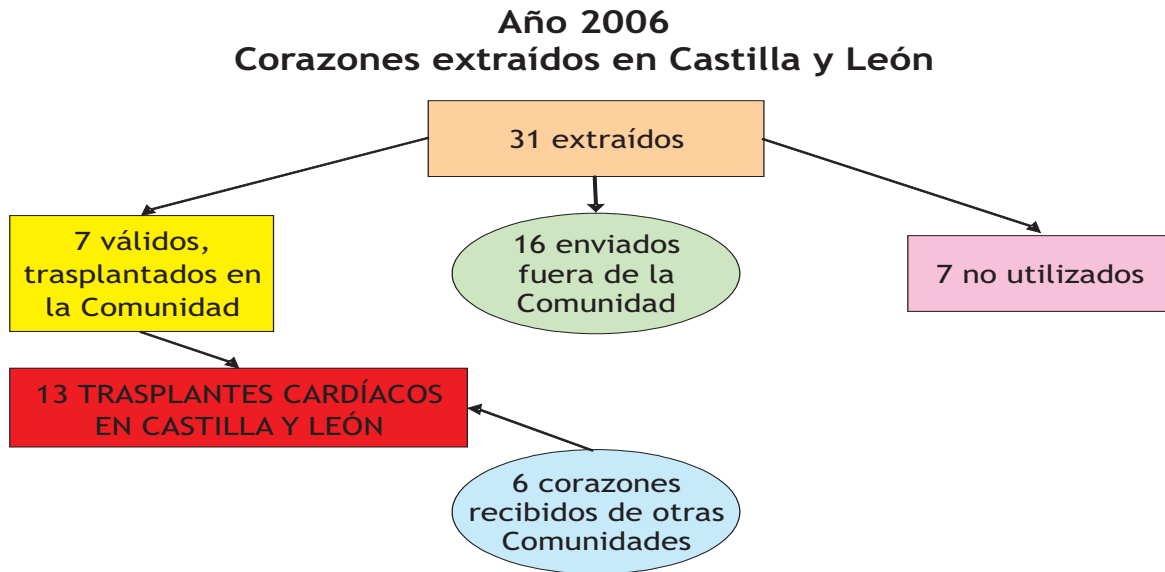 Año 2006
Corazones extraídos en Castilla y León
31 extraídos
7 válidos,
trasplantados en
la Comunidad
16 enviados
fuera de la
Comunidad
7 no utilizados
13 TRASPLANTES CARDÍACOS
EN CASTILLA Y LEÓN
6 corazones
recibidos de otras
Comunidades